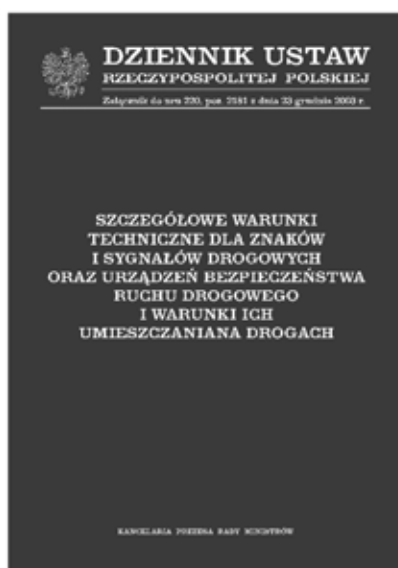 DZIENNIK USTAW
RZECZYPOSPOLITEJ POLSKIEJ
Załącznik do nru 220, poz. 2181 z dnia 23 grudnia 2003 r.
SZCZEGÓŁOWE WARUNKI
TECHNICZNE DLA ZNAKÓW
I SYGNAŁÓW DROGOWYCH
ORAZ URZĄDZEŃ BEZPIECZEŃSTWA
RUCHU DROGOWEGO
I WARUNKI ICH
UMIESZCZANIANA DROGACH
KANCELARIA PREZESA RADY MINISTRÓW